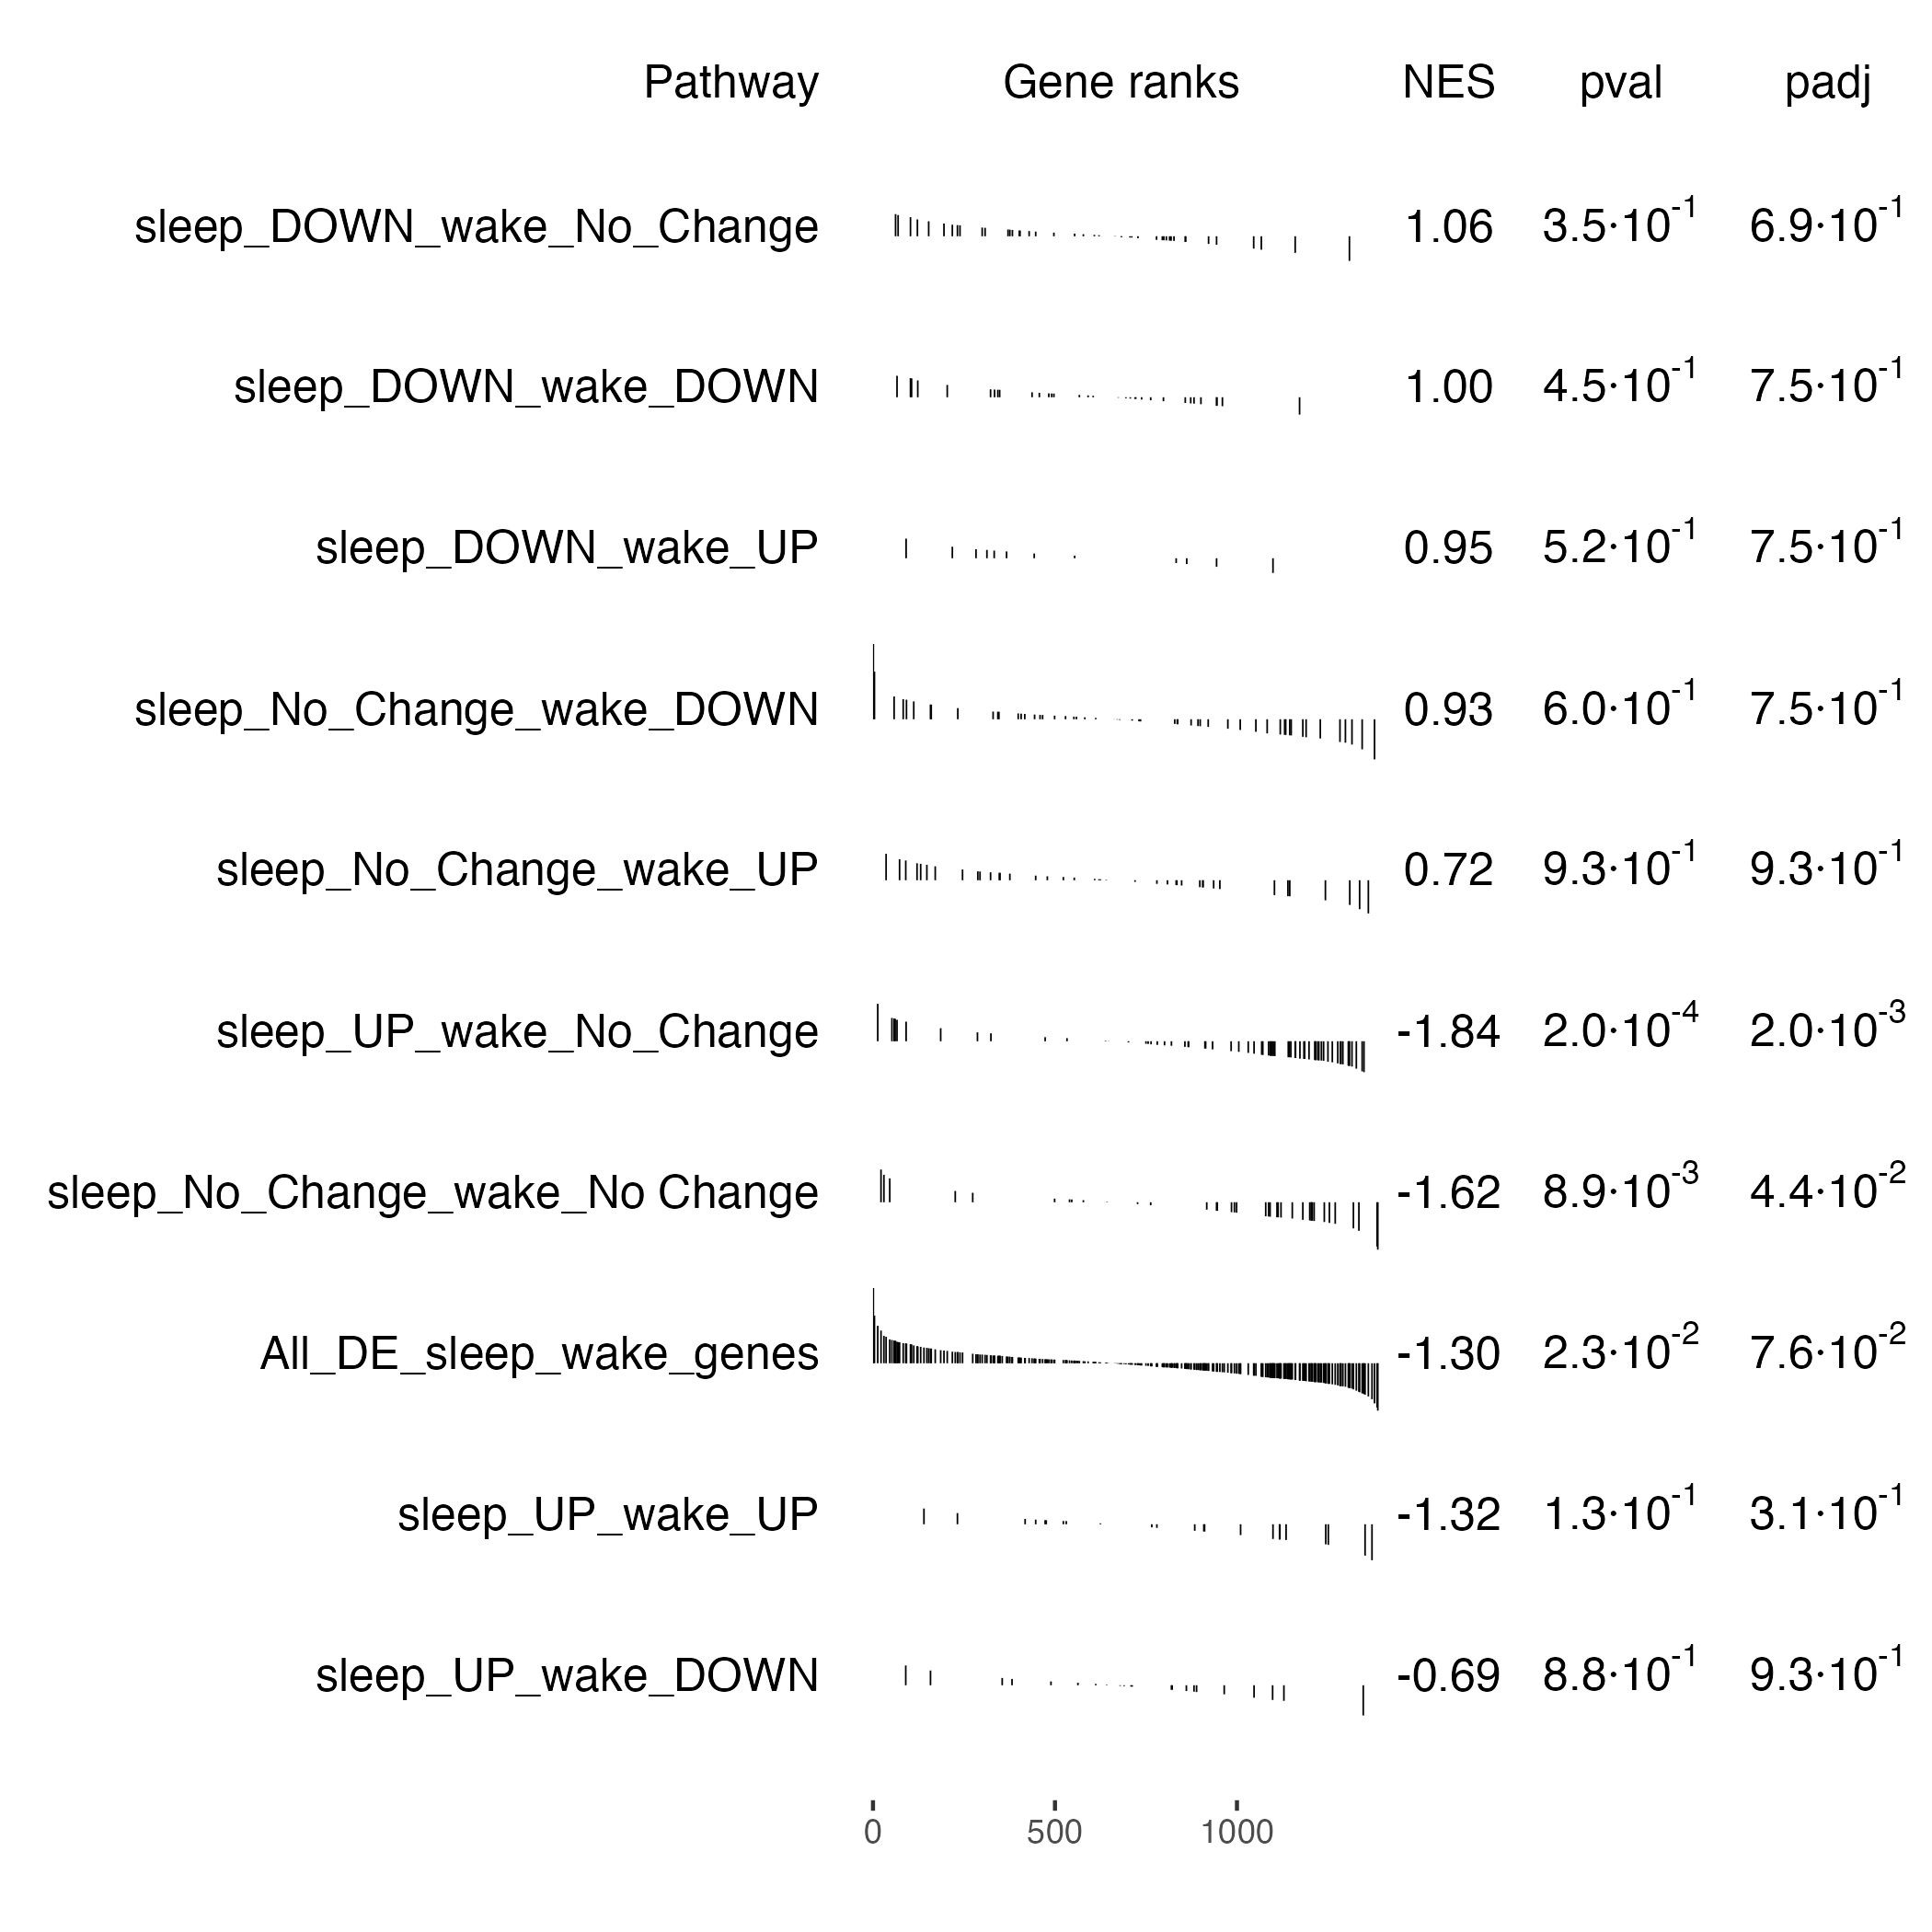 Pathway Gene ranks NES pval padj
sleep_DOWN_wake_No_Change 1.06 3.5·10⁻¹ 6.9·10⁻¹
sleep_DOWN_wake_DOWN 1.00 4.5·10⁻¹ 7.5·10⁻¹
sleep_DOWN_wake_UP 0.95 5.2·10⁻¹ 7.5·10⁻¹
sleep_No_Change_wake_DOWN 0.93 6.0·10⁻¹ 7.5·10⁻¹
sleep_No_Change_wake_UP 0.72 9.3·10⁻¹ 9.3·10⁻¹
sleep_UP_wake_No_Change -1.84 2.0·10⁻⁴ 2.0·10⁻³
sleep_No_Change_wake_No Change -1.62 8.9·10⁻³ 4.4·10⁻²
All_DE_sleep_wake_genes -1.30 2.3·10⁻² 7.6·10⁻²
sleep_UP_wake_UP -1.32 1.3·10⁻¹ 3.1·10⁻¹
sleep_UP_wake_DOWN -0.69 8.8·10⁻¹ 9.3·10⁻¹
0 500 1000